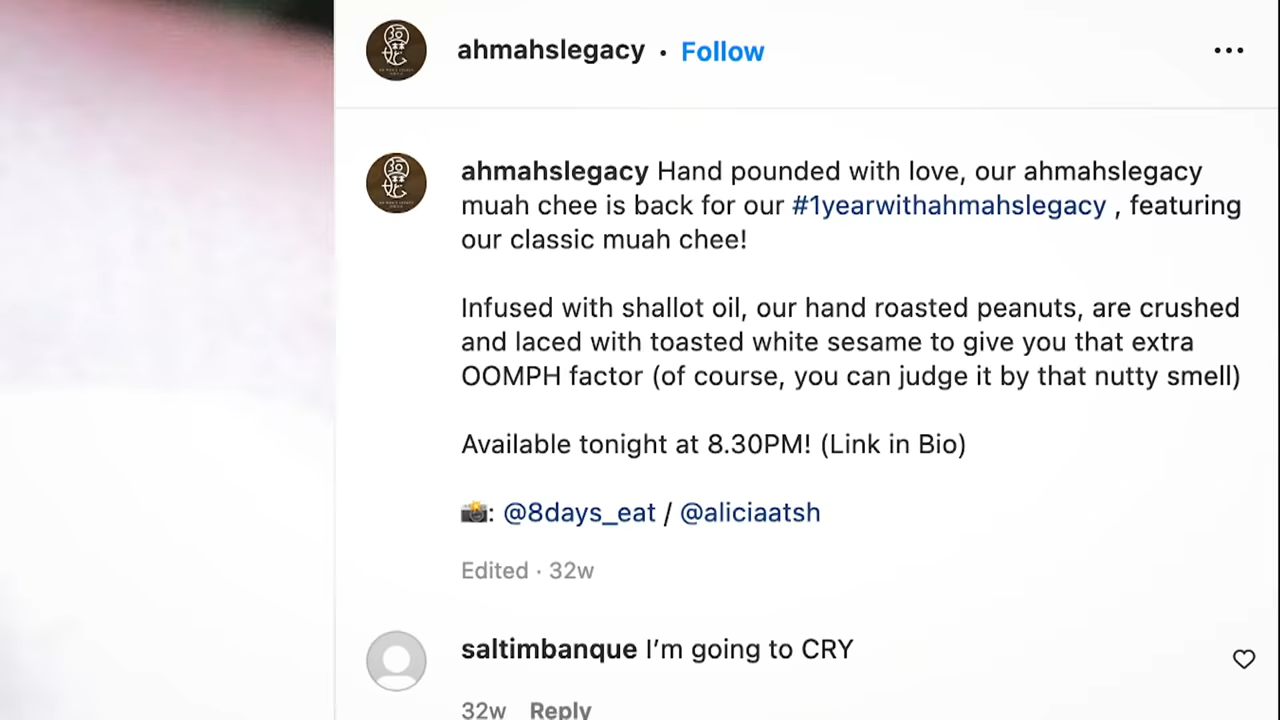 ahmahslegacy • Follow
ahmahslegacy Hand pounded with love, our ahmahslegacy
muah chee is back for our #1yearwithahmahslegacy , featuring
our classic muah chee!
Infused with shallot oil, our hand roasted peanuts, are crushed
and laced with toasted white sesame to give you that extra
OOMPH factor (of course, you can judge it by that nutty smell)
Available tonight at 8.30PM! (Link in Bio)
📸: @8days_eat / @aliciaatsh
Edited · 32w
saltimbanque I’m going to CRY
32w Reply